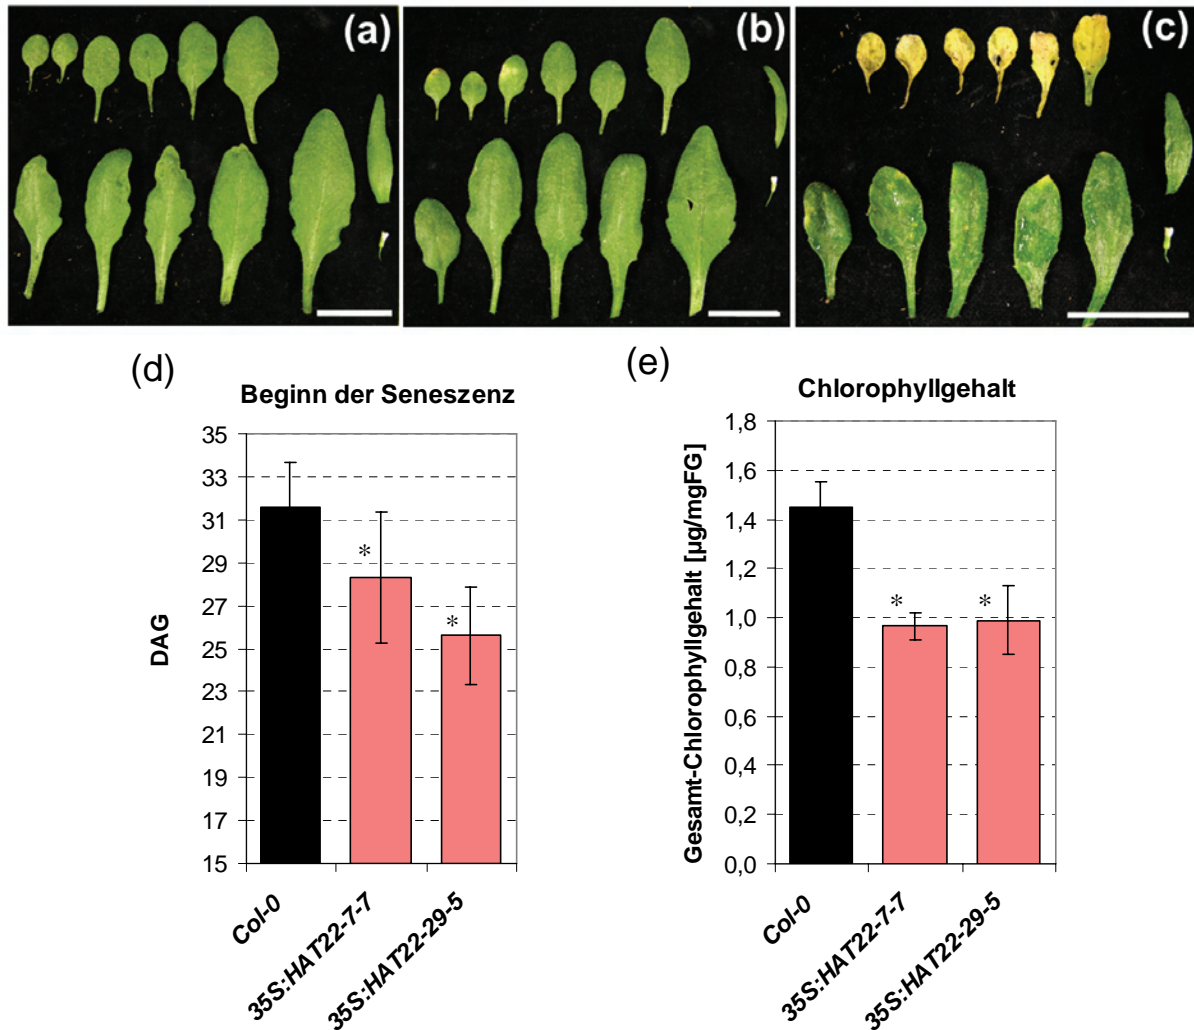 (a)
(b)
(c)
(d)
Beginn der Seneszenz
35
33
31
29
27
25
23
21
19
17
15
DAG
*
*
Col-0
35S:HAT22-7-7
35S:HAT22-29-5
(e)
Chlorophyllgehalt
1,8
1,6
1,4
1,2
1,0
0,8
0,6
0,4
0,2
0,0
Gesamt-Chlorophyllgehalt [µg/mgFG]
*
*
Col-0
35S:HAT22-7-7
35S:HAT22-29-5